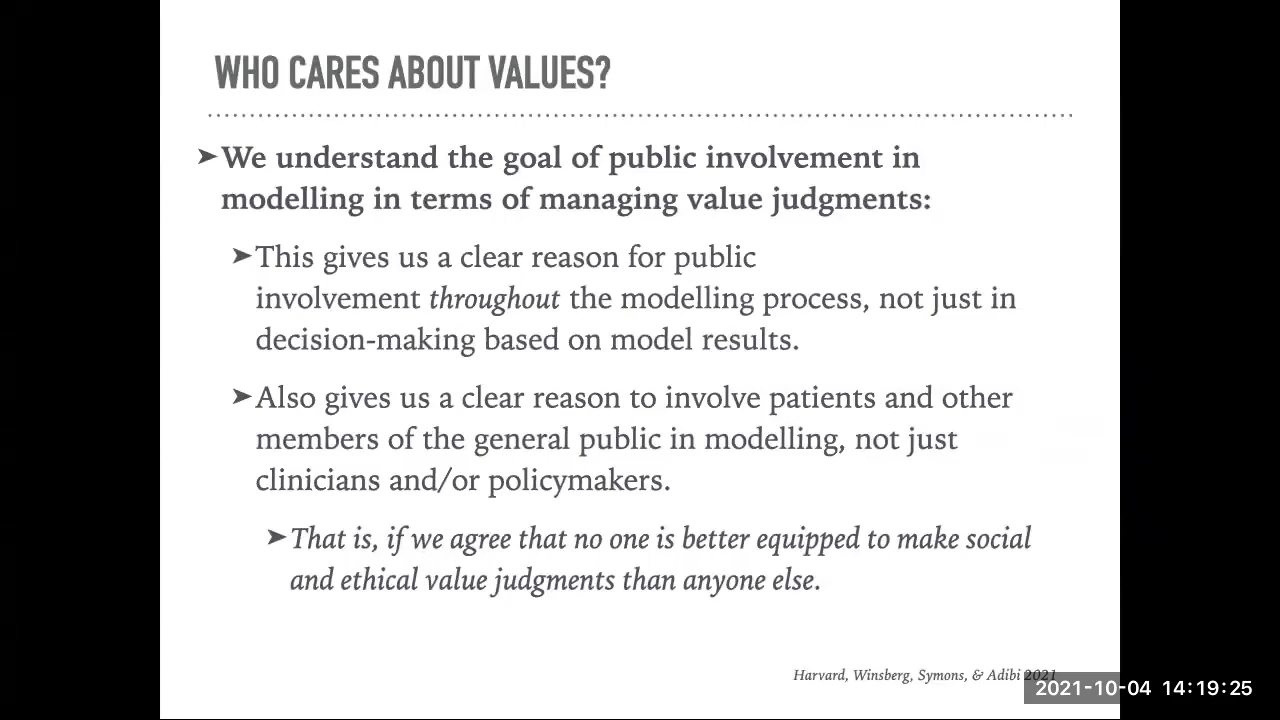 WHO CARES ABOUT VALUES?
➤We understand the goal of public involvement in
modelling in terms of managing value judgments:
➤This gives us a clear reason for public
involvement throughout the modelling process, not just in
decision-making based on model results.
➤Also gives us a clear reason to involve patients and other
members of the general public in modelling, not just
clinicians and/or policymakers.
➤That is, if we agree that no one is better equipped to make social
and ethical value judgments than anyone else.
Harvard, Winsberg, Symons, & Adibi 2021
2021-10-04 14:19:25